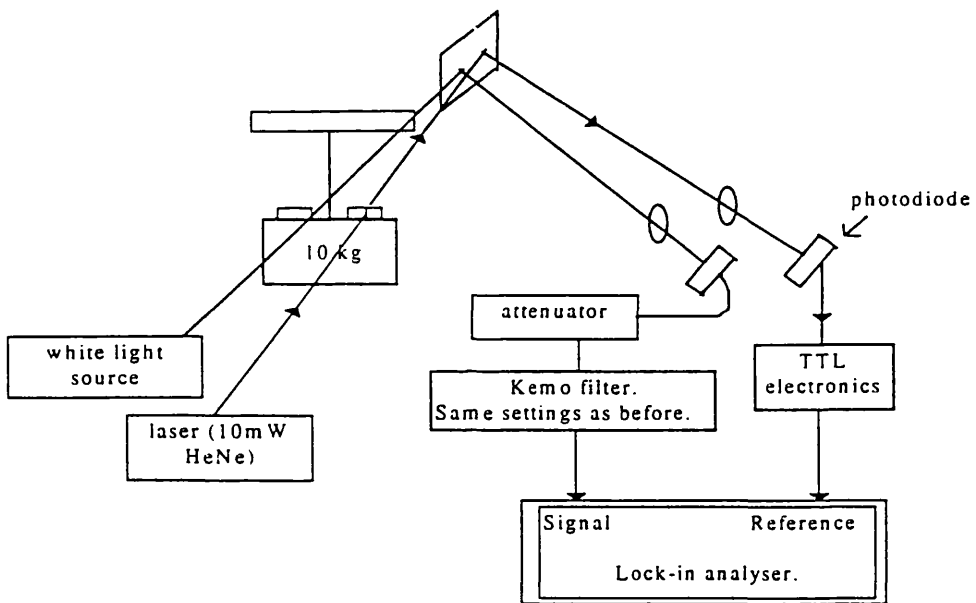 photodiode
10 kg
attenuator
white light
source
TTL
electronics
Kemo filter.
Same settings as before.
laser (10mW
HeNe)
Signal
Reference
Lock-in analyser.